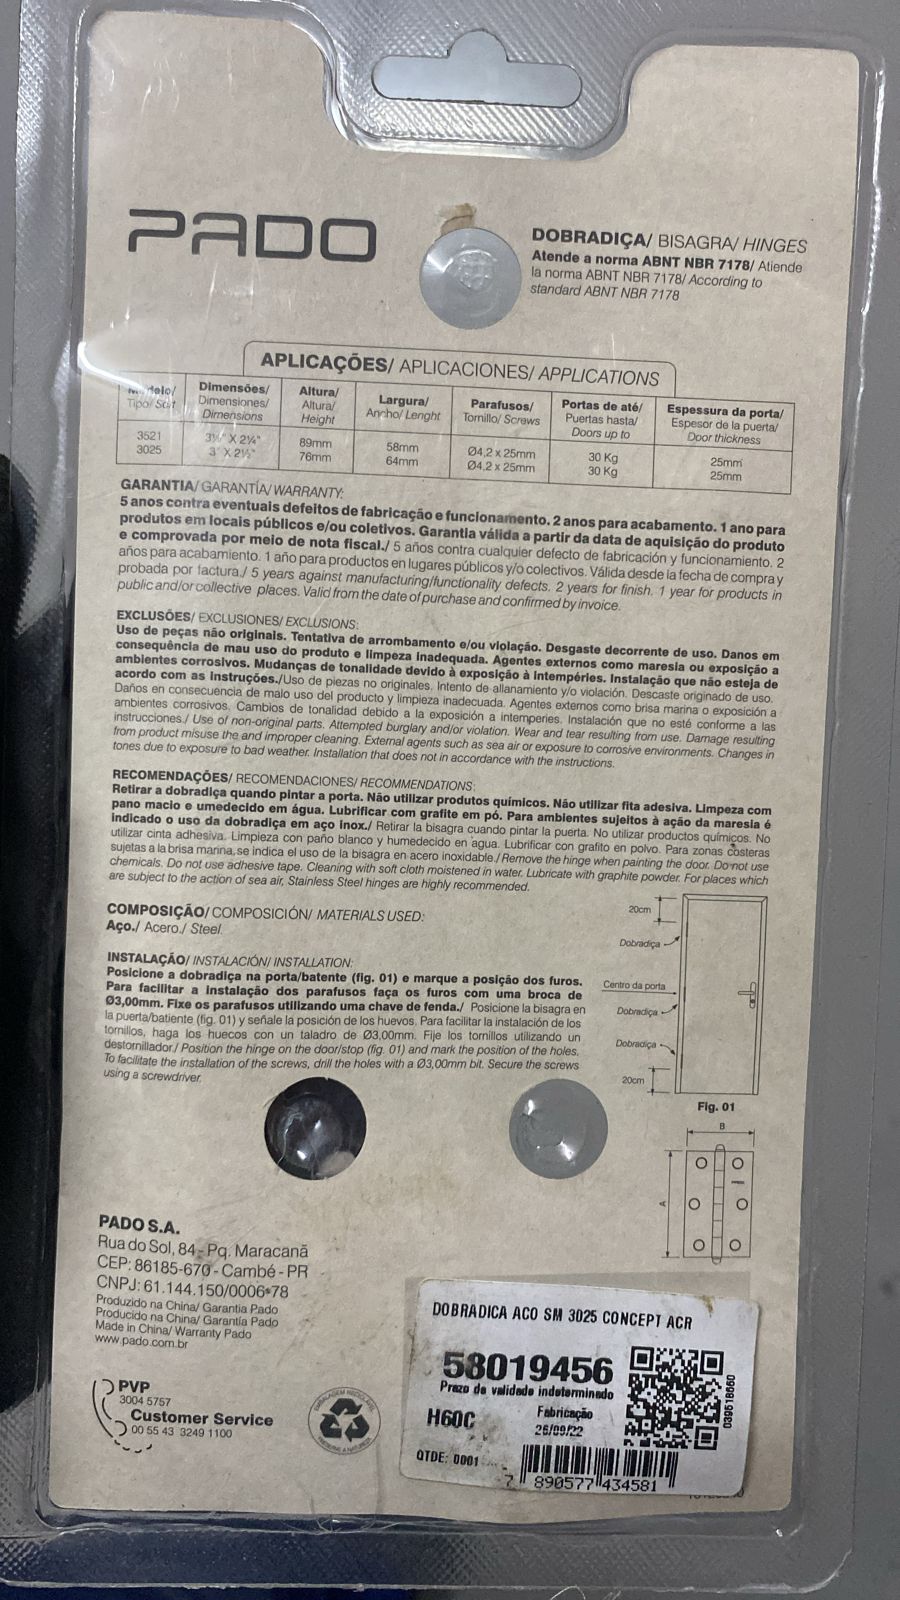 PADO
DOBRADIÇA/ BISAGRA/ HINGES
Atende a norma ABNT NBR 7178/ Atiende
la norma ABNT NBR 7178/ According to
standard ABNT NBR 7178
APLICAÇÕES/ APLICACIONES/ APPLICATIONS
Dimensões/ Altura/ Largura/ Parafusos/ Portas de até/ Espessura da porta/
Tipo/ Dimensiones/ Altura/ Ancho/ Lenght Tornillo/ Screws Puertas hasta/ Espesor de la puerta/
Dimensions Height Doors up to Door thickness
3521 3½" X 2¼" 89mm 58mm Ø4,2 x 25mm 30 Kg 25mm
3025 3" X 2½" 76mm 64mm Ø4,2 x 25mm 30 Kg 25mm
GARANTIA/ GARANTÍA/ WARRANTY:
5 anos contra eventuais defeitos de fabricação e funcionamento. 2 anos para acabamento. 1 ano para
produtos em locais públicos e/ou coletivos. Garantia válida a partir da data de aquisição do produto
e comprovada por meio de nota fiscal./ 5 años contra cualquier defecto de fabricación y funcionamiento. 2
años para acabamiento. 1 año para productos en lugares públicos y/o colectivos. Válida desde la fecha de compra y
probada por factura./ 5 years against manufacturing/functionality defects. 2 years for finish. 1 year for products in
public and/or collective places. Valid from the date of purchase and confirmed by invoice.
EXCLUSÕES/ EXCLUSIONES/ EXCLUSIONS:
Uso de peças não originais. Tentativa de arrombamento e/ou violação. Desgaste decorrente de uso. Danos em
consequência de mau uso do produto e limpeza inadequada. Agentes externos como maresia ou exposição a
ambientes corrosivos. Mudanças de tonalidade devido à exposição à intempéries. Instalação que não esteja de
acordo com as instruções./Uso de piezas no originales. Intento de allanamiento y/o violación. Descaste originado de uso.
Daños en consecuencia de malo uso del producto y limpieza inadecuada. Agentes externos como brisa marina o exposición a
ambientes corrosivos. Cambios de tonalidad debido a la exposición a intemperies. Instalación que no esté conforme a las
instrucciones./ Use of non-original parts. Attempted burglary and/or violation. Wear and tear resulting from use. Damage resulting
from product misuse the and improper cleaning. External agents such as sea air or exposure to corrosive environments. Changes in
tones due to exposure to bad weather. Installation that does not in accordance with the instructions.
RECOMENDAÇÕES/ RECOMENDACIONES/ RECOMMENDATIONS:
Retirar a dobradiça quando pintar a porta. Não utilizar produtos químicos. Não utilizar fita adesiva. Limpeza com
pano macio e umedecido em água. Lubrificar com grafite em pó. Para ambientes sujeitos à ação da maresia é
indicado o uso da dobradiça em aço inox./ Retirar la bisagra cuando pintar la puerta. No utilizar productos químicos. No
utilizar cinta adhesiva. Limpieza con paño blanco y humedecido en agua. Lubrificar con grafito en polvo. Para zonas costeras
sujetas a la brisa marina, se indica el uso de la bisagra en acero inoxidable./ Remove the hinge when painting the door. Do not use
chemicals. Do not use adhesive tape. Cleaning with soft cloth moistened in water. Lubricate with graphite powder. For places which
are subject to the action of sea air, Stainless Steel hinges are highly recommended.
COMPOSIÇÃO/ COMPOSICIÓN/ MATERIALS USED:
Aço./ Acero./ Steel.
INSTALAÇÃO/ INSTALACIÓN/ INSTALLATION:
Posicione a dobradiça na porta/batente (fig. 01) e marque a posição dos furos.
Para facilitar a instalação dos parafusos faça os furos com uma broca de
Ø3,00mm. Fixe os parafusos utilizando uma chave de fenda./ Posicione la bisagra en
la puerta/batiente (fig. 01) y señale la posición de los huevos. Para facilitar la instalación de los
tornillos, haga los huecos con un taladro de Ø3,00mm. Fije los tornillos utilizando un
destornillador./ Position the hinge on the door/stop (fig. 01) and mark the position of the holes.
To facilitate the installation of the screws, drill the holes with a Ø3,00mm bit. Secure the screws
using a screwdriver.
20cm
Dobradiça
Centro da porta
Dobradiça
Dobradiça
20cm
Fig. 01
B
A
PADO S.A.
Rua do Sol, 84 - Pq. Maracanã
CEP: 86185-670 - Cambé - PR
CNPJ: 61.144.150/0006-78
Produzido na China/ Garantia Pado
Producido na China/ Garantía Pado
Made in China/ Warranty Pado
www.pado.com.br
PVP
3004 5757
Customer Service
00 55 43 3249 1100
DOBRADICA ACO SM 3025 CONCEPT ACR
58019456
Prazo de validade indeterminado
H60C Fabricação
26/09/22
QTDE: 0001
7 890577 434581
039518660